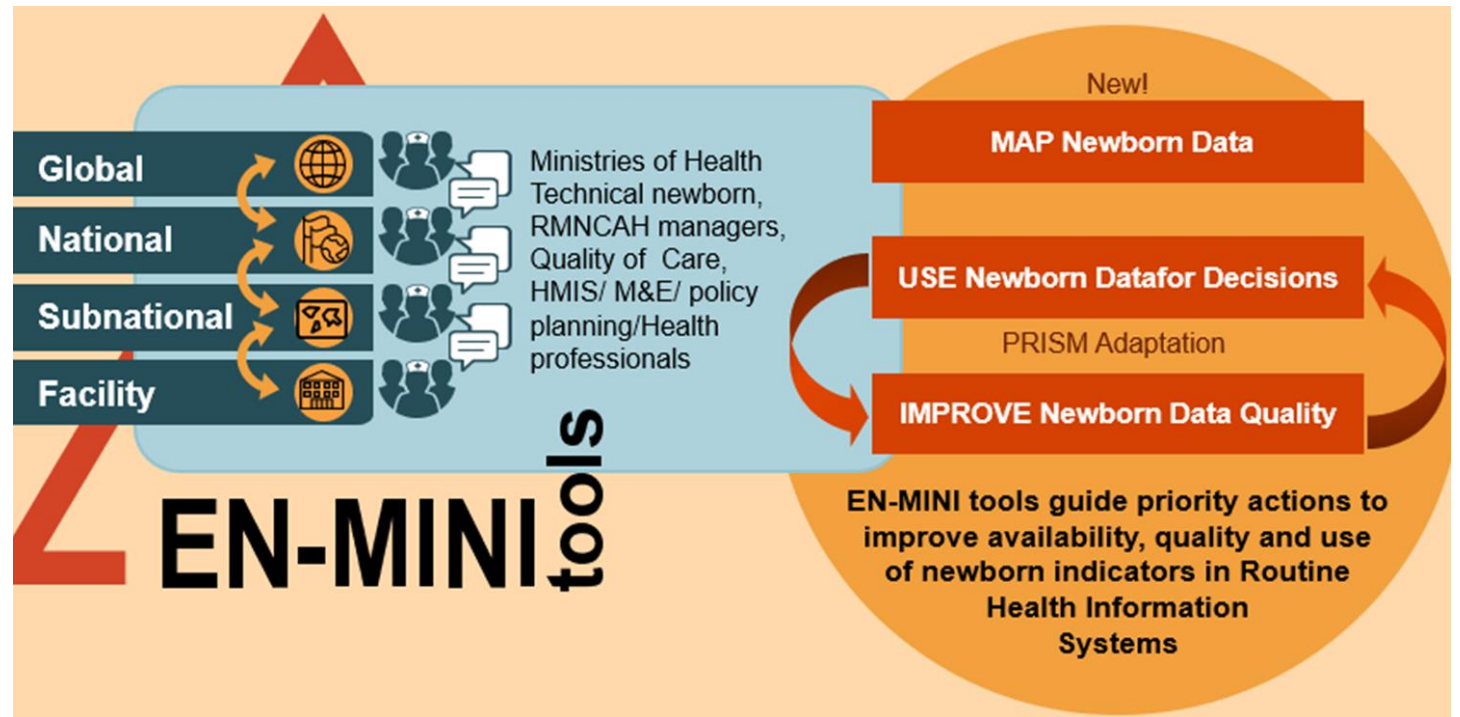 Global
National
Subnational
Facility
Ministries of Health
Technical newborn,
RMNCAH managers,
Quality of  Care,
HMIS/ M&E/ policy
planning/Health
professionals
EN-MINI tools
New!
MAP Newborn Data
USE Newborn Datafor Decisions
PRISM Adaptation
IMPROVE Newborn Data Quality
EN-MINI tools guide priority actions to
improve availability, quality and use
of newborn indicators in Routine
Health Information
Systems